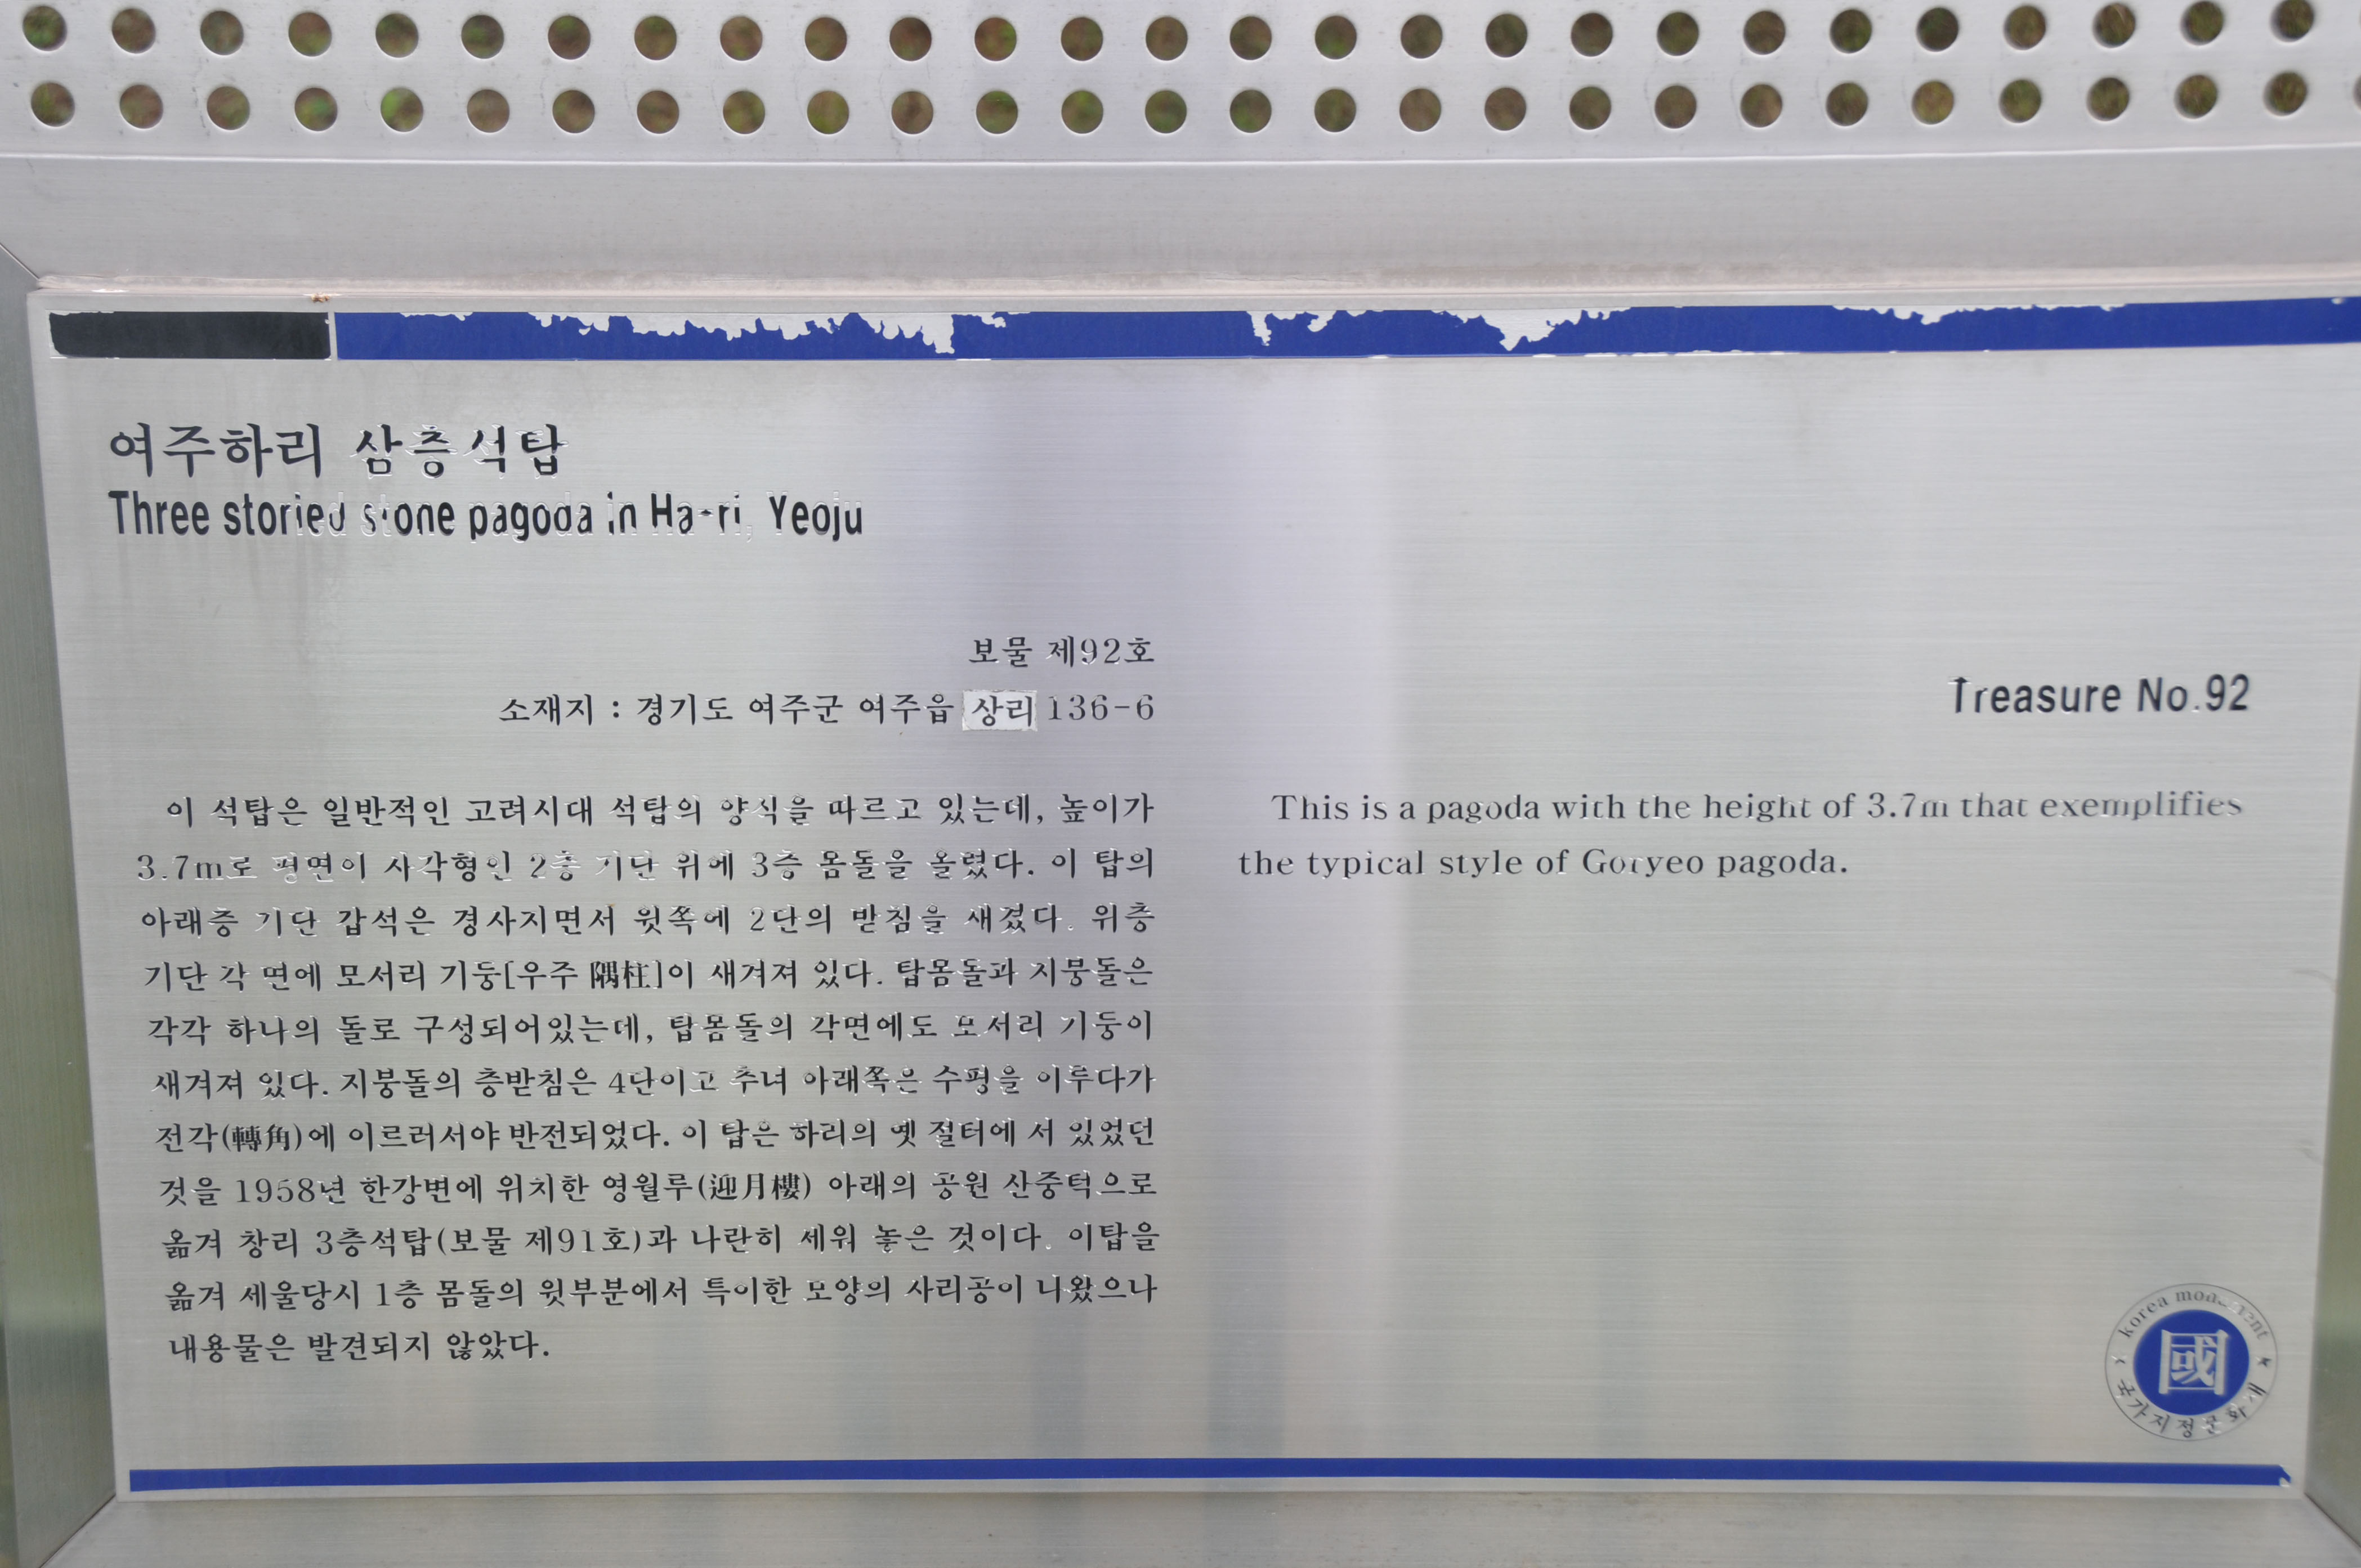 여주하리 삼층석탑
Three storied stone pagoda in Ha-ri, Yeoju
보물 제92호
소재지 : 경기도 여주군 여주읍 상리 136-6
이 석탑은 일반적인 고려시대 석탑의 양식을 따르고 있는데, 높이가
3.7m로 평면이 사각형인 2층 기단 위에 3층 몸돌을 올렸다. 이 탑의
아래층 기단 갑석은 경사지면서 윗쪽에 2단의 받침을 새겼다. 위층
기단 각 면에 모서리 기둥[우주 隅柱]이 새겨져 있다. 탑몸돌과 지붕돌은
각각 하나의 돌로 구성되어있는데, 탑몸돌의 각면에도 모서리 기둥이
새겨져 있다. 지붕돌의 층받침은 4단이고 추녀 아래쪽은 수평을 이루다가
전각(轉角)에 이르러서야 반전되었다. 이 탑은 하리의 옛 절터에 서 있었던
것을 1958년 한강변에 위치한 영월루(迎月樓) 아래의 공원 산중턱으로
옮겨 창리 3층석탑(보물 제91호)과 나란히 세워 놓은 것이다. 이탑을
옮겨 세울당시 1층 몸돌의 윗부분에서 특이한 모양의 사리공이 나왔으나
내용물은 발견되지 않았다.
Treasure No.92
This is a pagoda with the height of 3.7m that exemplifies
the typical style of Goryeo pagoda.
korea monument
國
국가지정문화재